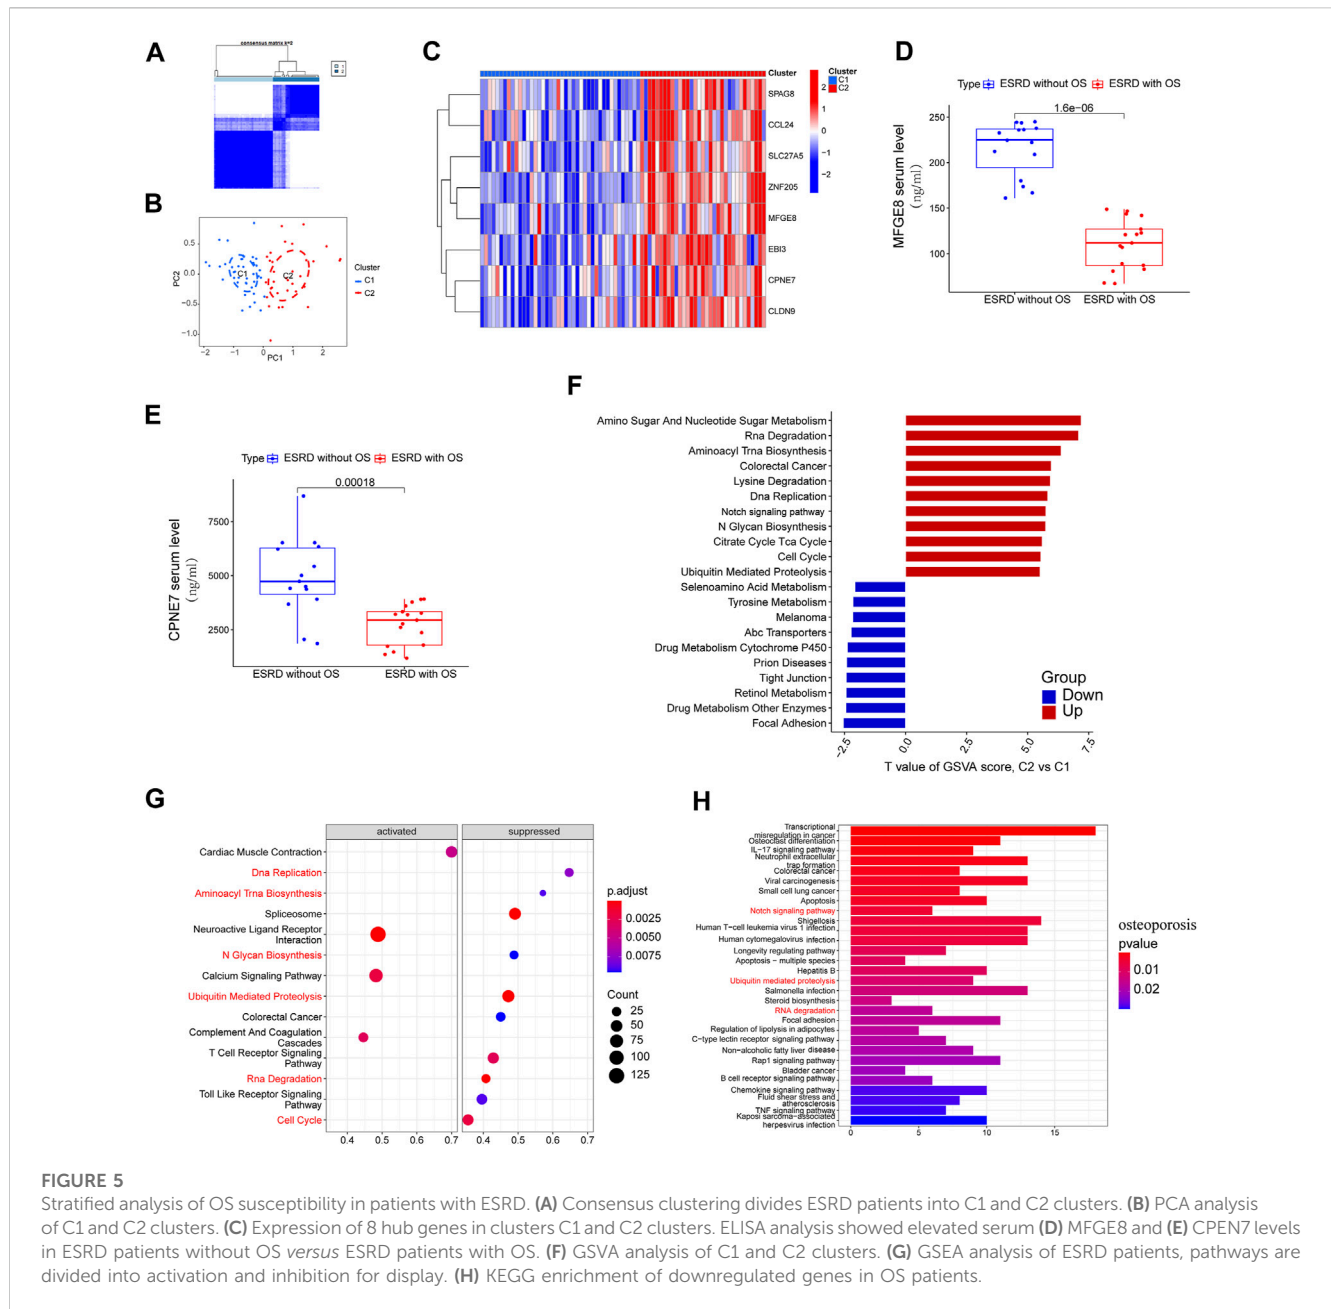 A
consensus matrix k=2
1
2
B
0.5
0.0
−0.5
−1.0
PC2
−2
−1
0
1
2
PC1
C1
C2
Cluster
C1
C2
C
Cluster
SPAG8
CCL24
SLC27A5
ZNF205
MFGE8
EBI3
CPNE7
CLDN9
2
1
0
−1
−2
Cluster
C1
C2
D
Type ESRD without OS ESRD with OS
1.6e−06
250
200
150
100
MFGE8 serum level
(ng/ml)
ESRD without OS
ESRD with OS
E
Type ESRD without OS ESRD with OS
0.00018
7500
5000
2500
CPNE7 serum level
(ng/ml)
ESRD without OS
ESRD with OS
F
Amino Sugar And Nucleotide Sugar Metabolism
Rna Degradation
Aminoacyl Trna Biosynthesis
Colorectal Cancer
Lysine Degradation
Dna Replication
Notch signaling pathway
N Glycan Biosynthesis
Citrate Cycle Tca Cycle
Cell Cycle
Ubiquitin Mediated Proteolysis
Selenoamino Acid Metabolism
Tyrosine Metabolism
Melanoma
Abc Transporters
Drug Metabolism Cytochrome P450
Prion Diseases
Tight Junction
Retinol Metabolism
Drug Metabolism Other Enzymes
Focal Adhesion
Group
Down
Up
−2.5
0.0
2.5
5.0
7.5
T value of GSVA score, C2 vs C1
G
activated
suppressed
Cardiac Muscle Contraction
Dna Replication
Aminoacyl Trna Biosynthesis
Spliceosome
Neuroactive Ligand Receptor
Interaction
N Glycan Biosynthesis
Calcium Signaling Pathway
Ubiquitin Mediated Proteolysis
Colorectal Cancer
Complement And Coagulation
Cascades
T Cell Receptor Signaling
Pathway
Rna Degradation
Toll Like Receptor Signaling
Pathway
Cell Cycle
0.4
0.5
0.6
0.7
0.4
0.5
0.6
0.7
p.adjust
0.0025
0.0050
0.0075
Count
25
50
75
100
125
H
Transcriptional
misregulation in cancer
Osteoclast differentiation
IL−17 signaling pathway
Neutrophil extracellular
trap formation
Colorectal cancer
Viral carcinogenesis
Small cell lung cancer
Apoptosis
Notch signaling pathway
Shigellosis
Human T−cell leukemia virus 1 infection
Human cytomegalovirus infection
Longevity regulating pathway
Apoptosis − multiple species
Hepatitis B
Ubiquitin mediated proteolysis
Salmonella infection
Steroid biosynthesis
RNA degradation
Focal adhesion
Regulation of lipolysis in adipocytes
C−type lectin receptor signaling pathway
Non−alcoholic fatty liver disease
Rap1 signaling pathway
Bladder cancer
B cell receptor signaling pathway
Chemokine signaling pathway
Fluid shear stress and
atherosclerosis
TNF signaling pathway
Kaposi sarcoma−associated
herpesvirus infection
0
5
10
15
osteoporosis
pvalue
0.01
0.02
FIGURE 5
Stratified analysis of OS susceptibility in patients with ESRD. (A) Consensus clustering divides ESRD patients into C1 and C2 clusters. (B) PCA analysis
of C1 and C2 clusters. (C) Expression of 8 hub genes in clusters C1 and C2 clusters. ELISA analysis showed elevated serum (D) MFGE8 and (E) CPEN7 levels
in ESRD patients without OS versus ESRD patients with OS. (F) GSVA analysis of C1 and C2 clusters. (G) GSEA analysis of ESRD patients, pathways are
divided into activation and inhibition for display. (H) KEGG enrichment of downregulated genes in OS patients.